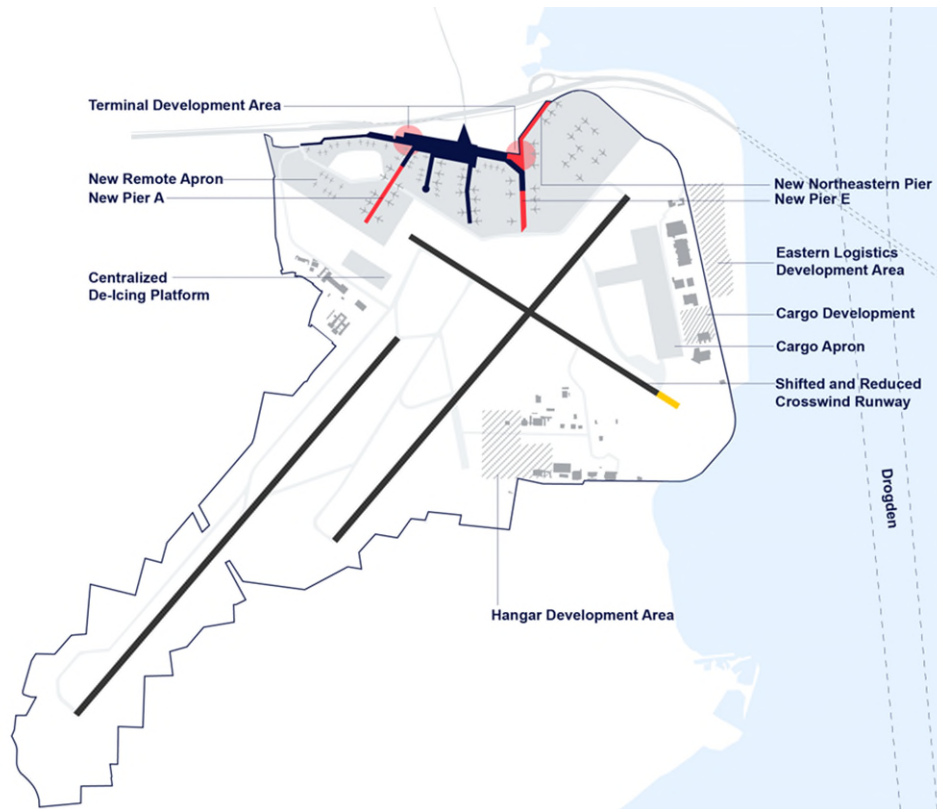 Terminal Development Area
New Remote Apron
New Pier A
Centralized
De-Icing Platform
New Northeastern Pier
New Pier E
Eastern Logistics
Development Area
Cargo Development
Cargo Apron
Shifted and Reduced
Crosswind Runway
Drogden
Hangar Development Area